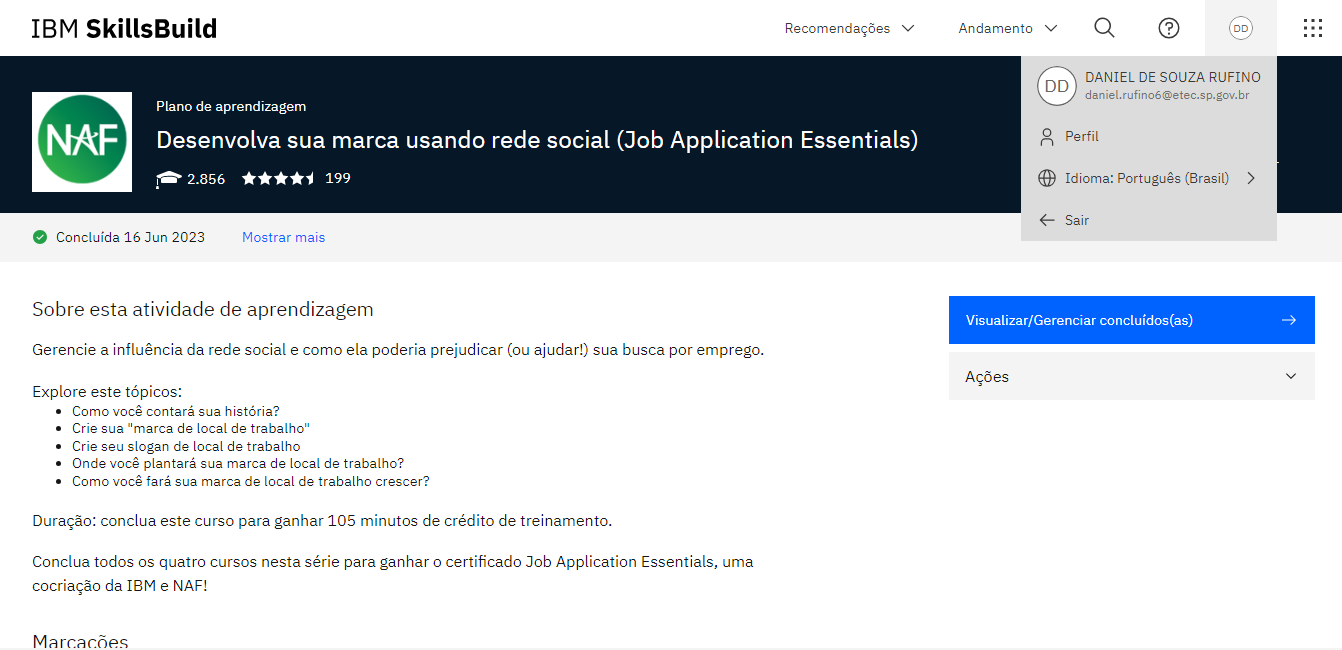 IBM SkillsBuild
Recomendações
Andamento
DD
DD
DANIEL DE SOUZA RUFINO
daniel.rufino6@etec.sp.gov.br
Perfil
Idioma: Português (Brasil)
Sair
NAF
Plano de aprendizagem
Desenvolva sua marca usando rede social (Job Application Essentials)
2.856
199
Concluída 16 Jun 2023
Mostrar mais
Sobre esta atividade de aprendizagem
Gerencie a influência da rede social e como ela poderia prejudicar (ou ajudar!) sua busca por emprego.
Explore este tópicos:
Como você contará sua história?
Crie sua "marca de local de trabalho"
Crie seu slogan de local de trabalho
Onde você plantará sua marca de local de trabalho?
Como você fará sua marca de local de trabalho crescer?
Duração: conclua este curso para ganhar 105 minutos de crédito de treinamento.
Conclua todos os quatro cursos nesta série para ganhar o certificado Job Application Essentials, uma
cocriação da IBM e NAF!
Marcações
Visualizar/Gerenciar concluídos(as)
Ações